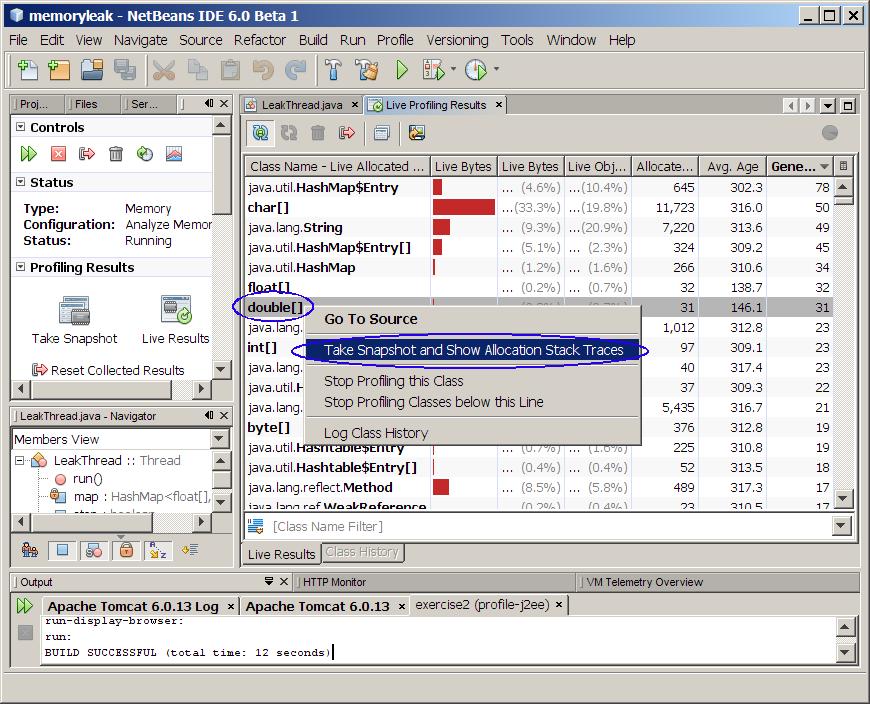 memoryleak - NetBeans IDE 6.0 Beta 1
File Edit View Navigate Source Refactor Build Run Profile Versioning Tools Window Help
Proj... Files Ser...
Controls
Status
Type: Memory
Configuration: Analyze Memor
Status: Running
Profiling Results
Take Snapshot Live Results
Reset Collected Results
LeakThread.java - Navigator
Members View
LeakThread :: Thread
run()
map : HashMap<float[],
LeakThread.java Live Profiling Results
Class Name - Live Allocated ... Live Bytes Live Bytes Live Obj... Allocate... Avg. Age Gene...
java.util.HashMap$Entry ... (4.6%) ...(10.4%) 645 302.3 78
char[] ...(33.3%) ...(19.8%) 11,723 316.0 50
java.lang.String ... (9.3%) ...(20.9%) 7,220 313.6 49
java.util.HashMap$Entry[] ... (5.1%) ... (2.3%) 324 309.2 45
java.util.HashMap ... (1.2%) ... (1.6%) 266 310.6 34
float[] ... (0.2%) ... (0.7%) 32 138.7 32
double[] 31 146.1 31
java.lang. 1,012 312.8 23
int[] 97 309.1 23
java.lang. 40 317.4 23
java.util. 37 309.3 22
java.lang. 5,435 316.7 21
byte[] 376 312.8 19
java.util.Hashtable$Entry ... (0.7%) ... (1.6%) 225 310.8 19
java.util.Hashtable$Entry[] ... (0.4%) ... (0.4%) 52 313.5 18
java.lang.reflect.Method ... (8.5%) ... (5.8%) 489 317.3 17
java.lang.ref.WeakReference ... (0.2%) ... (0.4%) 23 310.5 17
Go To Source
Take Snapshot and Show Allocation Stack Traces
Stop Profiling this Class
Stop Profiling Classes below this Line
Log Class History
[Class Name Filter]
Live Results Class History
Output HTTP Monitor VM Telemetry Overview
Apache Tomcat 6.0.13 Log Apache Tomcat 6.0.13 exercise2 (profile-j2ee)
run-display-browser:
run:
BUILD SUCCESSFUL (total time: 12 seconds)